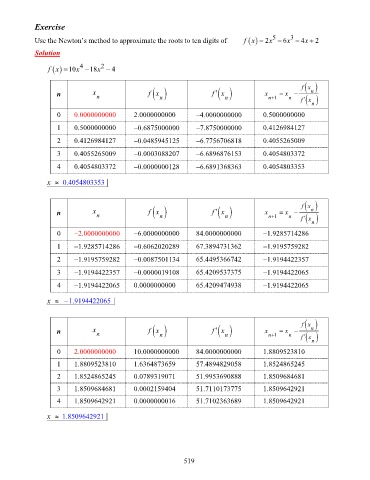 Exercise
Use the Newton's method to approximate the roots to ten digits of f(x) = 2x^5 − 6x^3 − 4x + 2
Solution
f(x) = 10x^4 − 18x^2 − 4
n x_n f(x_n) f'(x_n) x_{n+1} = x_n − f(x_n)/f'(x_n)
0 0.0000000000 2.0000000000 −4.0000000000 0.5000000000
1 0.5000000000 −0.6875000000 −7.8750000000 0.4126984127
2 0.4126984127 −0.0485945125 −6.7756706818 0.4055265009
3 0.4055265009 −0.0003088207 −6.6896876153 0.4054803372
4 0.4054803372 −0.0000000128 −6.6891368363 0.4054803353
x ≈ 0.4054803353
n x_n f(x_n) f'(x_n) x_{n+1} = x_n − f(x_n)/f'(x_n)
0 −2.0000000000 −6.0000000000 84.0000000000 −1.9285714286
1 −1.9285714286 −0.6062020289 67.3894731362 −1.9195759282
2 −1.9195759282 −0.0087501134 65.4495366742 −1.9194422357
3 −1.9194422357 −0.0000019108 65.4209537375 −1.9194422065
4 −1.9194422065 0.0000000000 65.4209474938 −1.9194422065
x ≈ −1.9194422065
n x_n f(x_n) f'(x_n) x_{n+1} = x_n − f(x_n)/f'(x_n)
0 2.0000000000 10.0000000000 84.0000000000 1.8809523810
1 1.8809523810 1.6364873659 57.4894829058 1.8524865245
2 1.8524865245 0.0789319071 51.9953690888 1.8509684681
3 1.8509684681 0.0002159404 51.7110173775 1.8509642921
4 1.8509642921 0.0000000016 51.7102363689 1.8509642921
x ≈ 1.8509642921
519